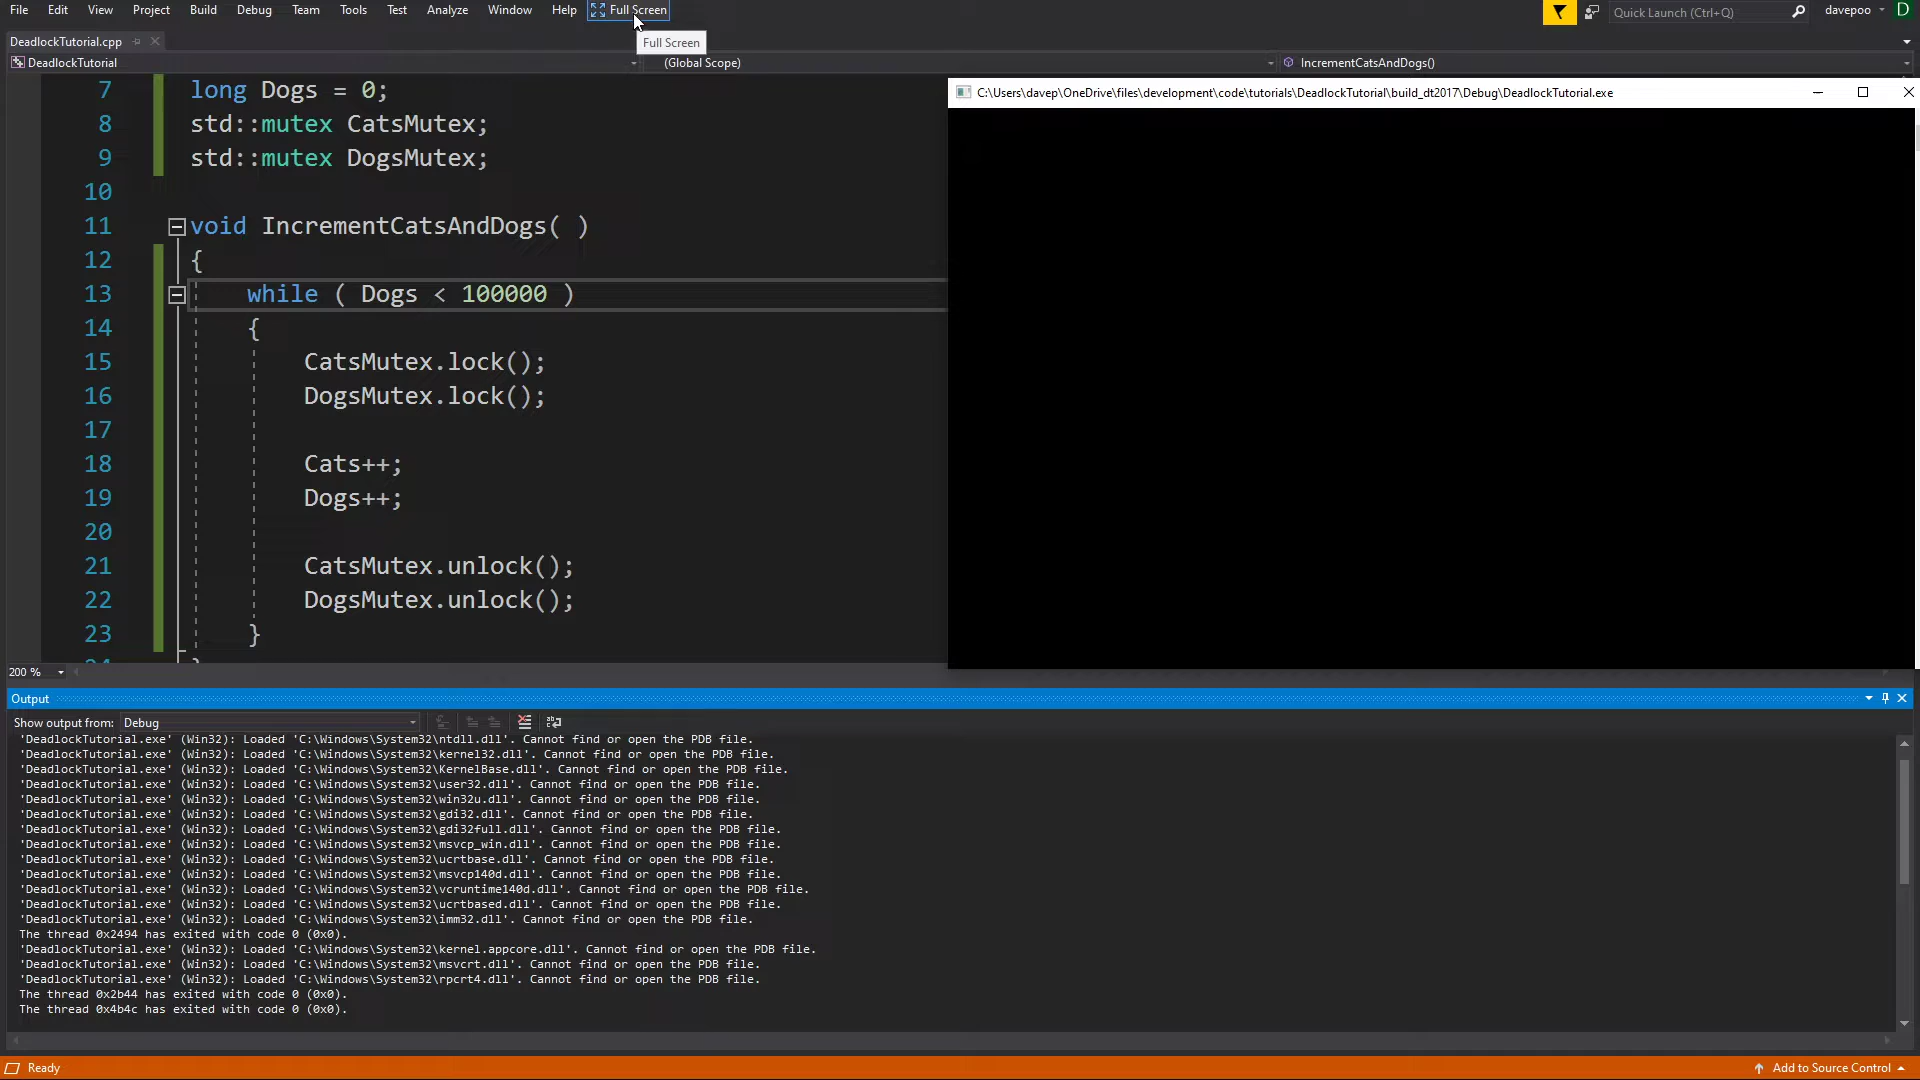 File Edit View Project Build Debug Team Tools Test Analyze Window Help Full Screen
Quick Launch (Ctrl+Q) davepoo D
DeadlockTutorial.cpp
Full Screen
DeadlockTutorial (Global Scope) IncrementCatsAndDogs()
7 long Dogs = 0;
8 std::mutex CatsMutex;
9 std::mutex DogsMutex;
10
11 void IncrementCatsAndDogs( )
12 {
13 while ( Dogs < 100000 )
14 {
15 CatsMutex.lock();
16 DogsMutex.lock();
17
18 Cats++;
19 Dogs++;
20
21 CatsMutex.unlock();
22 DogsMutex.unlock();
23 }
C:\Users\davep\OneDrive\files\development\code\tutorials\DeadlockTutorial\build_dt2017\Debug\DeadlockTutorial.exe
200 %
Output
Show output from: Debug
'DeadlockTutorial.exe' (Win32): Loaded 'C:\Windows\System32\ntdll.dll'. Cannot find or open the PDB file.
'DeadlockTutorial.exe' (Win32): Loaded 'C:\Windows\System32\kernel32.dll'. Cannot find or open the PDB file.
'DeadlockTutorial.exe' (Win32): Loaded 'C:\Windows\System32\KernelBase.dll'. Cannot find or open the PDB file.
'DeadlockTutorial.exe' (Win32): Loaded 'C:\Windows\System32\user32.dll'. Cannot find or open the PDB file.
'DeadlockTutorial.exe' (Win32): Loaded 'C:\Windows\System32\win32u.dll'. Cannot find or open the PDB file.
'DeadlockTutorial.exe' (Win32): Loaded 'C:\Windows\System32\gdi32.dll'. Cannot find or open the PDB file.
'DeadlockTutorial.exe' (Win32): Loaded 'C:\Windows\System32\gdi32full.dll'. Cannot find or open the PDB file.
'DeadlockTutorial.exe' (Win32): Loaded 'C:\Windows\System32\msvcp_win.dll'. Cannot find or open the PDB file.
'DeadlockTutorial.exe' (Win32): Loaded 'C:\Windows\System32\ucrtbase.dll'. Cannot find or open the PDB file.
'DeadlockTutorial.exe' (Win32): Loaded 'C:\Windows\System32\msvcp140d.dll'. Cannot find or open the PDB file.
'DeadlockTutorial.exe' (Win32): Loaded 'C:\Windows\System32\vcruntime140d.dll'. Cannot find or open the PDB file.
'DeadlockTutorial.exe' (Win32): Loaded 'C:\Windows\System32\ucrtbased.dll'. Cannot find or open the PDB file.
'DeadlockTutorial.exe' (Win32): Loaded 'C:\Windows\System32\imm32.dll'. Cannot find or open the PDB file.
The thread 0x2494 has exited with code 0 (0x0).
'DeadlockTutorial.exe' (Win32): Loaded 'C:\Windows\System32\kernel.appcore.dll'. Cannot find or open the PDB file.
'DeadlockTutorial.exe' (Win32): Loaded 'C:\Windows\System32\msvcrt.dll'. Cannot find or open the PDB file.
'DeadlockTutorial.exe' (Win32): Loaded 'C:\Windows\System32\rpcrt4.dll'. Cannot find or open the PDB file.
The thread 0x2b44 has exited with code 0 (0x0).
The thread 0x4b4c has exited with code 0 (0x0).
Ready Add to Source Control